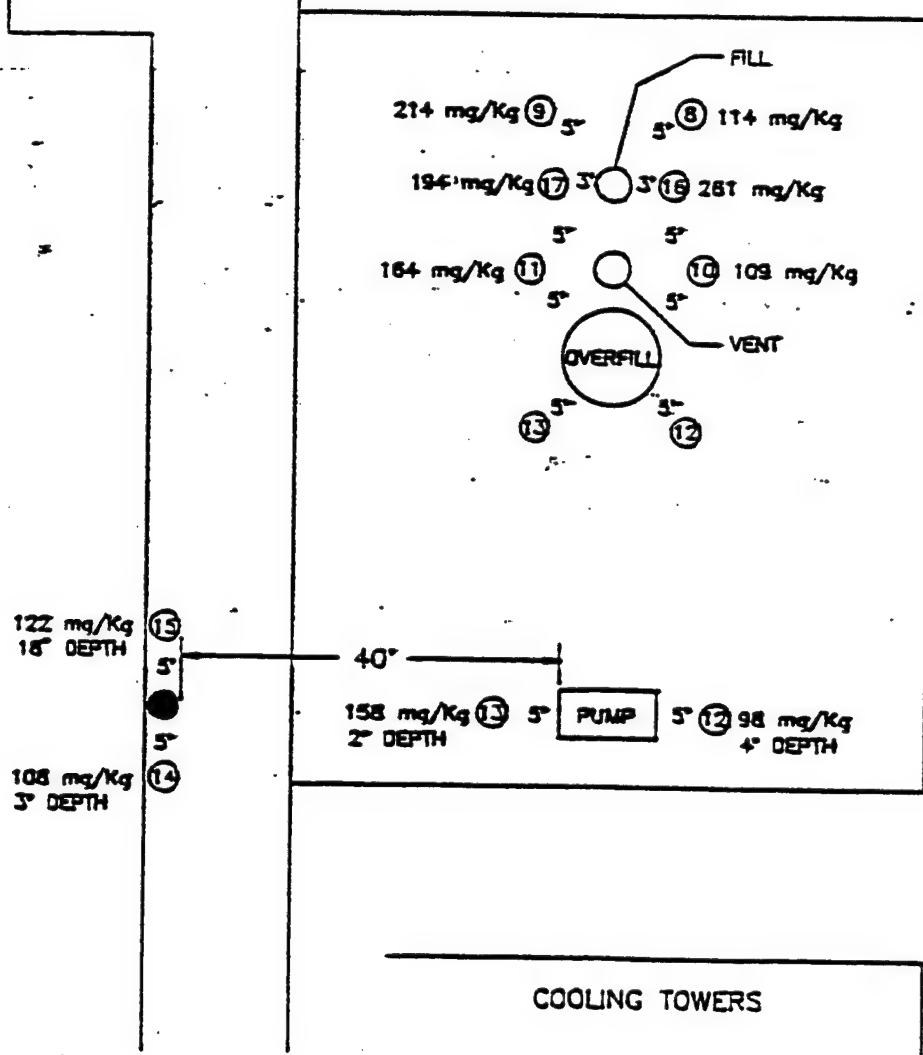 FILL
214 mg/Kg 9 5" 5" 8 114 mg/Kg
194 mg/Kg 17 3" 3" 16 261 mg/Kg
5" 5"
164 mg/Kg 11 10 109 mg/Kg
5" 5"
VENT
OVERFILL
5" 5"
13 12
122 mg/Kg 15
18" DEPTH
5"
40"
158 mg/Kg 13 5" PUMP 5" 12 98 mg/Kg
2" DEPTH 4" DEPTH
5"
108 mg/Kg 14
3" DEPTH
COOLING TOWERS